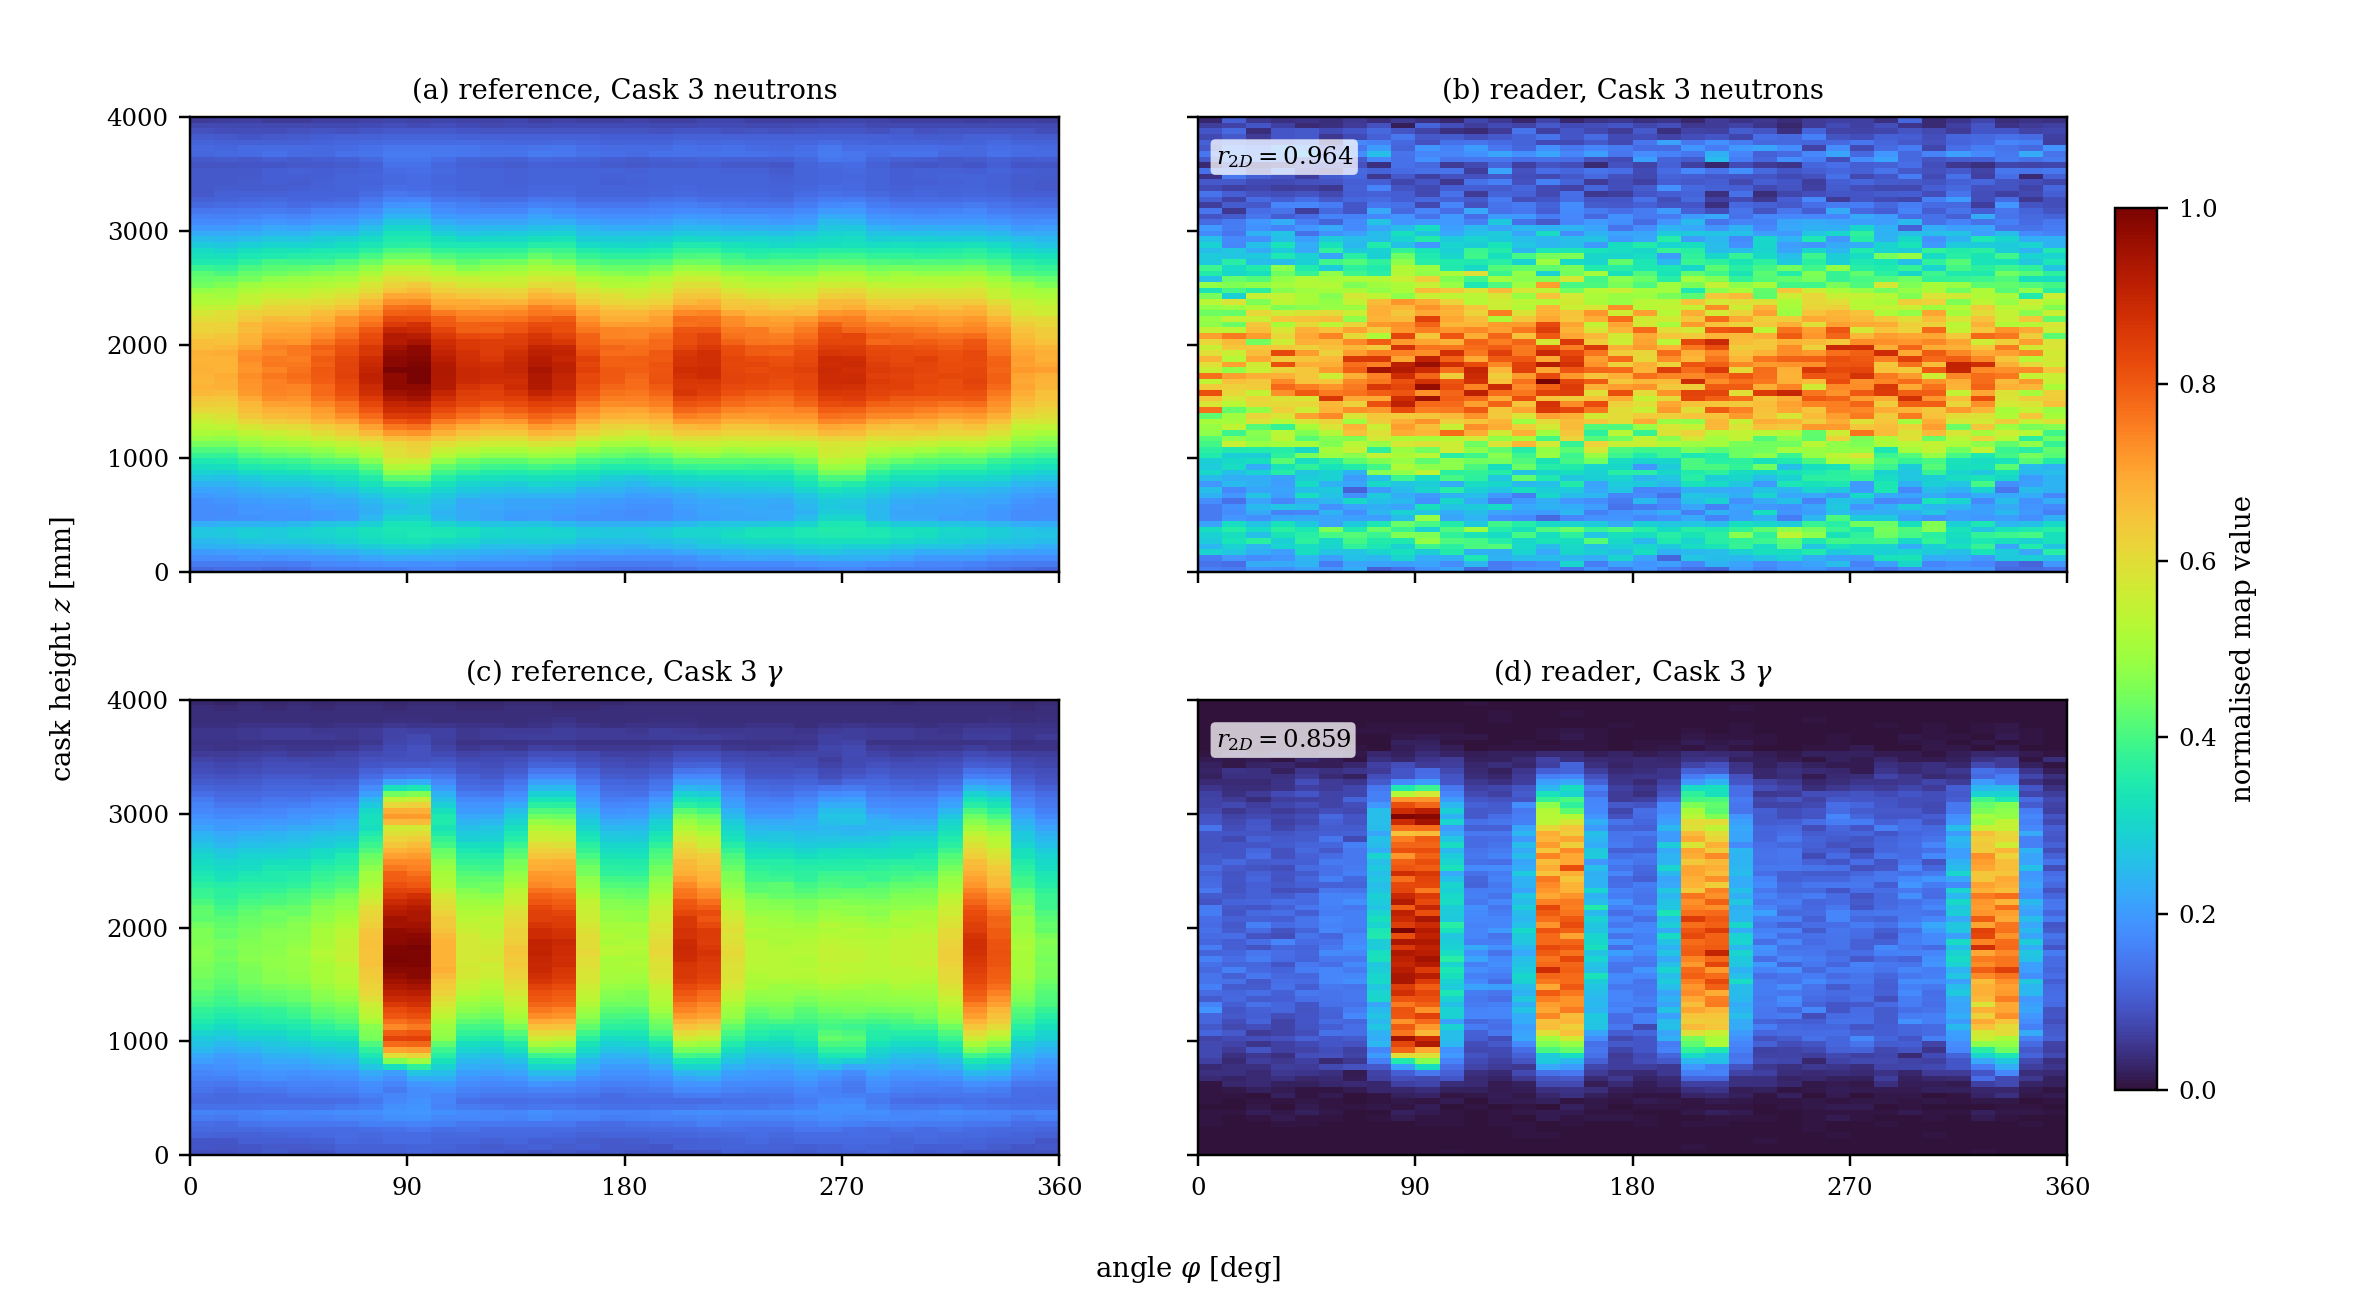 (a) reference, Cask 3 neutrons
(b) reader, Cask 3 neutrons
4000
3000
2000
1000
0
r2D = 0.964
(c) reference, Cask 3 γ
(d) reader, Cask 3 γ
4000
3000
2000
1000
0
r2D = 0.859
0 90 180 270 360
0 90 180 270 360
cask height z [mm]
angle φ [deg]
1.0
0.8
0.6
0.4
0.2
0.0
normalised map value